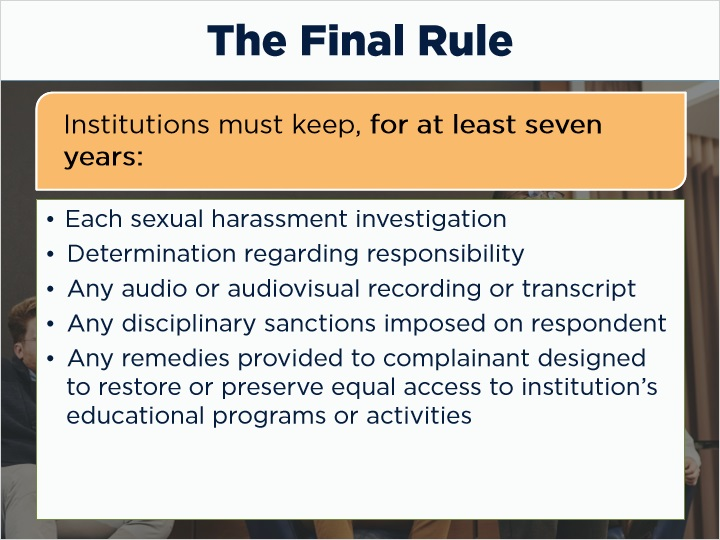 The Final Rule
Institutions must keep, for at least seven
years:
• Each sexual harassment investigation
• Determination regarding responsibility
• Any audio or audiovisual recording or transcript
• Any disciplinary sanctions imposed on respondent
• Any remedies provided to complainant designed
to restore or preserve equal access to institution’s
educational programs or activities